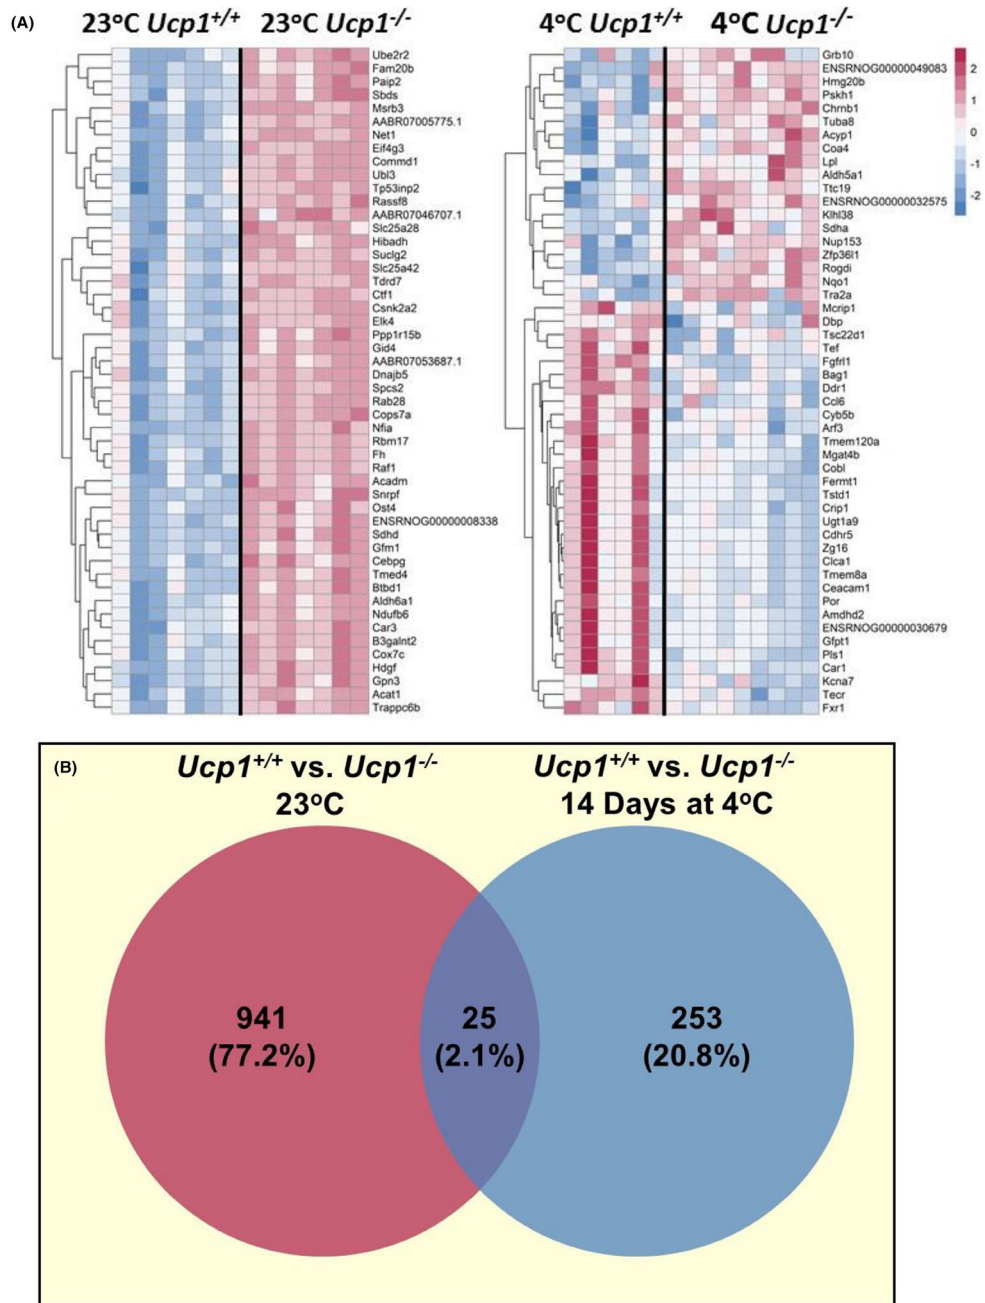 (A)
23°C Ucp1+/+ 23°C Ucp1-/-
Ube2r2
Fam20b
Paip2
Sbds
Msrb3
AABR07005775.1
Net1
Eif4g3
Commd1
Ubl3
Tp53inp2
Rassf8
AABR07046707.1
Slc25a28
Hibadh
Suclg2
Slc25a42
Tdrd7
Ctf1
Csnk2a2
Elk4
Ppp1r15b
Gid4
AABR07053687.1
Dnajb5
Spcs2
Rab28
Cops7a
Nfia
Rbm17
Fh
Raf1
Acadm
Snrpf
Ost4
ENSRNOG00000008338
Sdhd
Gfm1
Cebpg
Tmed4
Btbd1
Aldh6a1
Ndufb6
Car3
B3galnt2
Cox7c
Hdgf
Gpn3
Acat1
Trappc6b
4°C Ucp1+/+ 4°C Ucp1-/-
Grb10
ENSRNOG00000049083
Hmg20b
Pskh1
Chrnb1
Tuba8
Acyp1
Coa4
Lpl
Aldh5a1
Ttc19
ENSRNOG00000032575
Klhl38
Sdha
Nup153
Zfp36l1
Rogdi
Nqo1
Tra2a
Mcrip1
Dbp
Tsc22d1
Tef
Fgfrl1
Bag1
Ddr1
Ccl6
Cyb5b
Arf3
Tmem120a
Mgat4b
Cobl
Fermt1
Tstd1
Crip1
Ugt1a9
Cdhr5
Zg16
Clca1
Tmem8a
Ceacam1
Por
Amdhd2
ENSRNOG00000030679
Gfpt1
Pls1
Car1
Kcna7
Tecr
Fxr1
2
1
0
-1
-2
(B)
Ucp1+/+ vs. Ucp1-/-
23°C
Ucp1+/+ vs. Ucp1-/-
14 Days at 4°C
941
(77.2%)
25
(2.1%)
253
(20.8%)